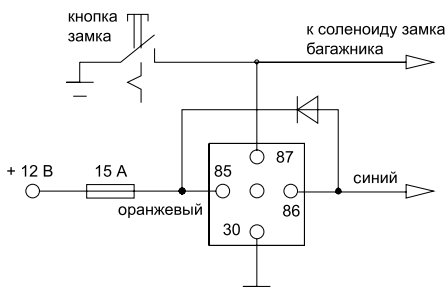 кнопка
замка
к соленоиду замка
багажника
87
+ 12 В
15 А
85
синий
оранжевый
86
30